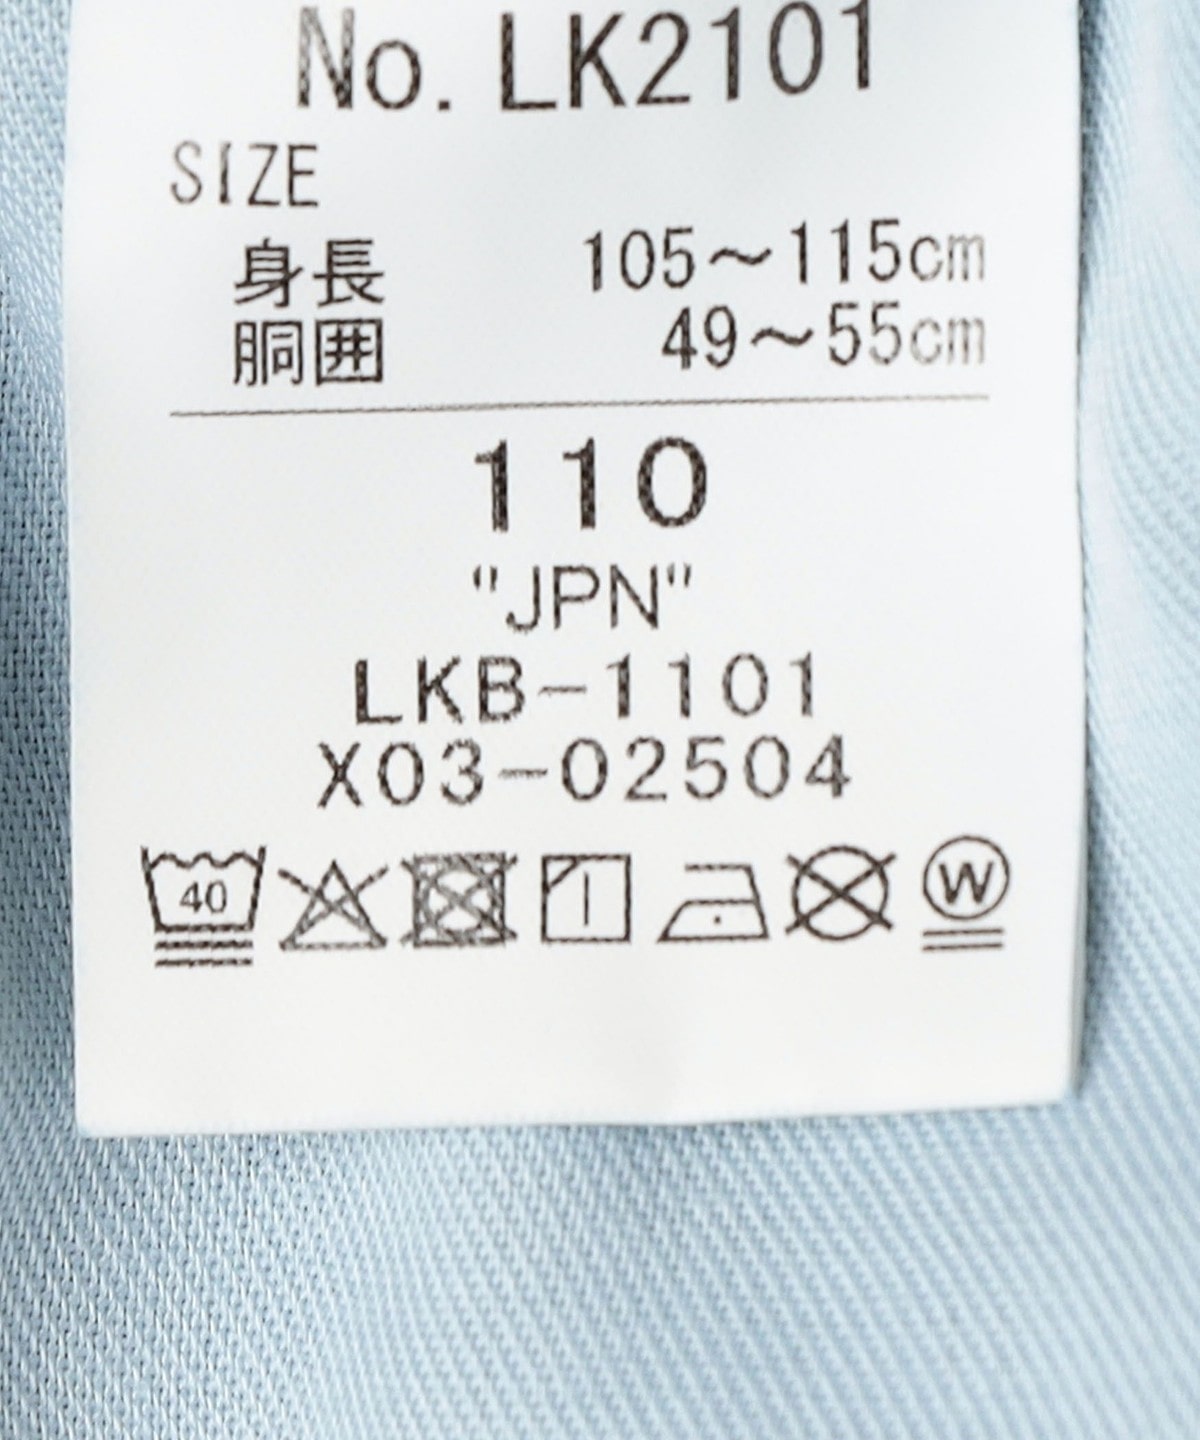 No. LK2101
SIZE
身長 105～115cm
胴囲 49～55cm
110
"JPN"
LKB-1101
X03-02504
40 W